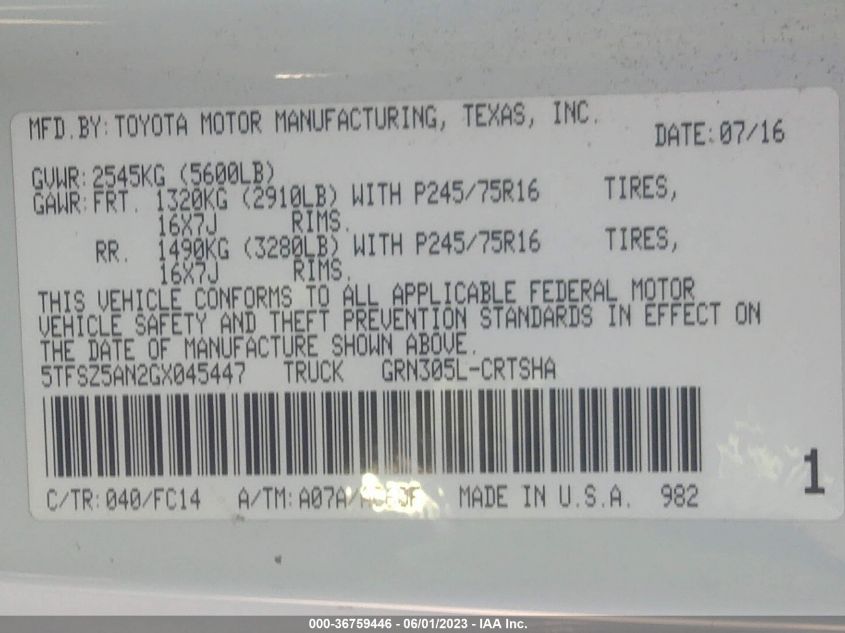 MFD.BY:TOYOTA MOTOR MANUFACTURING, TEXAS, INC.
DATE:07/16
GVWR:2545KG (5600LB)
GAWR:FRT. 1320KG (2910LB) WITH P245/75R16 TIRES,
16X7J RIMS.
RR. 1490KG (3280LB) WITH P245/75R16 TIRES,
16X7J RIMS.
THIS VEHICLE CONFORMS TO ALL APPLICABLE FEDERAL MOTOR
VEHICLE SAFETY AND THEFT PREVENTION STANDARDS IN EFFECT ON
THE DATE OF MANUFACTURE SHOWN ABOVE.
5TFSZ5AN2GX045447 TRUCK GRN305L-CRTSHA
1
C/TR:040/FC14 A/TM: MADE IN U.S.A. 982
000-36759446 - 06/01/2023 - IAA Inc.